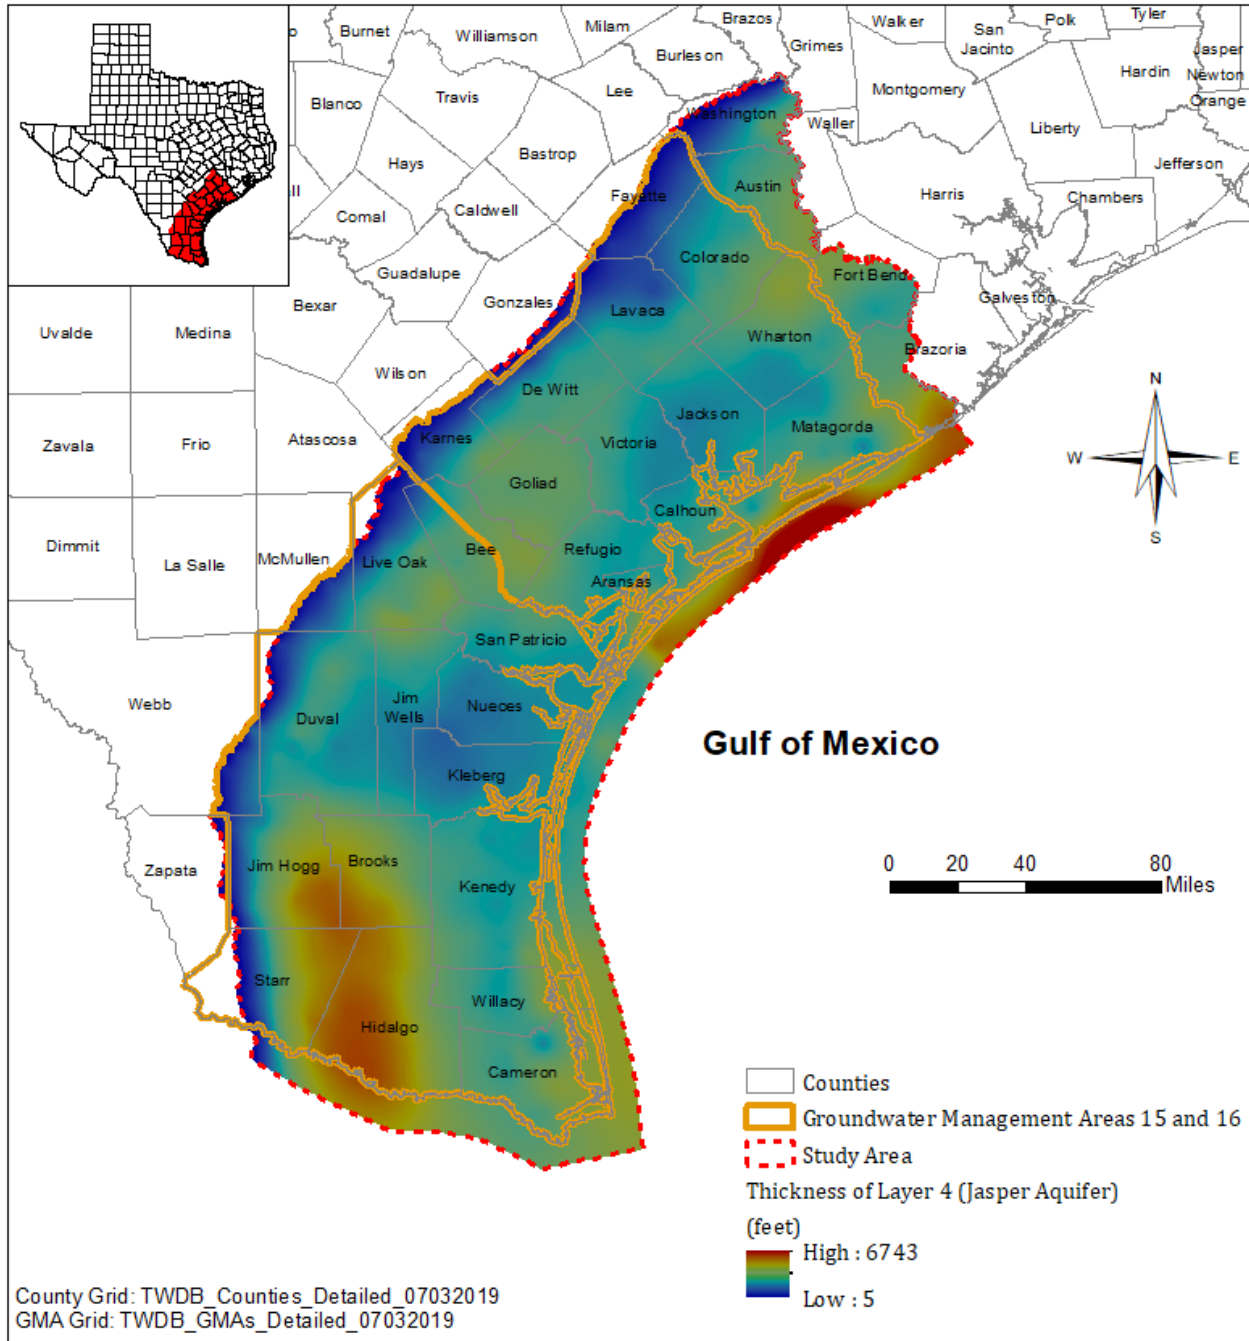 Burnet
Williamson
Milam
Brazos
Walker
Polk
Tyler
Burleson
Grimes
San
Jacinto
Jasper
Hardin
Newton
Blanco
Travis
Lee
Montgomery
Orange
Washington
Waller
Liberty
Hays
Bastrop
Jefferson
Fayette
Austin
Harris
Chambers
Comal
Caldwell
Colorado
Guadalupe
Fort Bend
Bexar
Gonzales
Lavaca
Galveston
Uvalde
Medina
Wharton
Brazoria
Wilson
De Witt
Jackson
Zavala
Frio
Atascosa
Karnes
Victoria
Matagorda
Goliad
Calhoun
Dimmit
La Salle
McMullen
Live Oak
Bee
Refugio
Aransas
San Patricio
Webb
Duval
Jim
Wells
Nueces
Kleberg
Zapata
Jim Hogg
Brooks
Kenedy
Starr
Willacy
Hidalgo
Cameron
N
W
E
S
Gulf of Mexico
0 20 40 80
Miles
Counties
Groundwater Management Areas 15 and 16
Study Area
Thickness of Layer 4 (Jasper Aquifer)
(feet)
High : 6743
Low : 5
County Grid: TWDB_Counties_Detailed_07032019
GMA Grid: TWDB_GMAs_Detailed_07032019